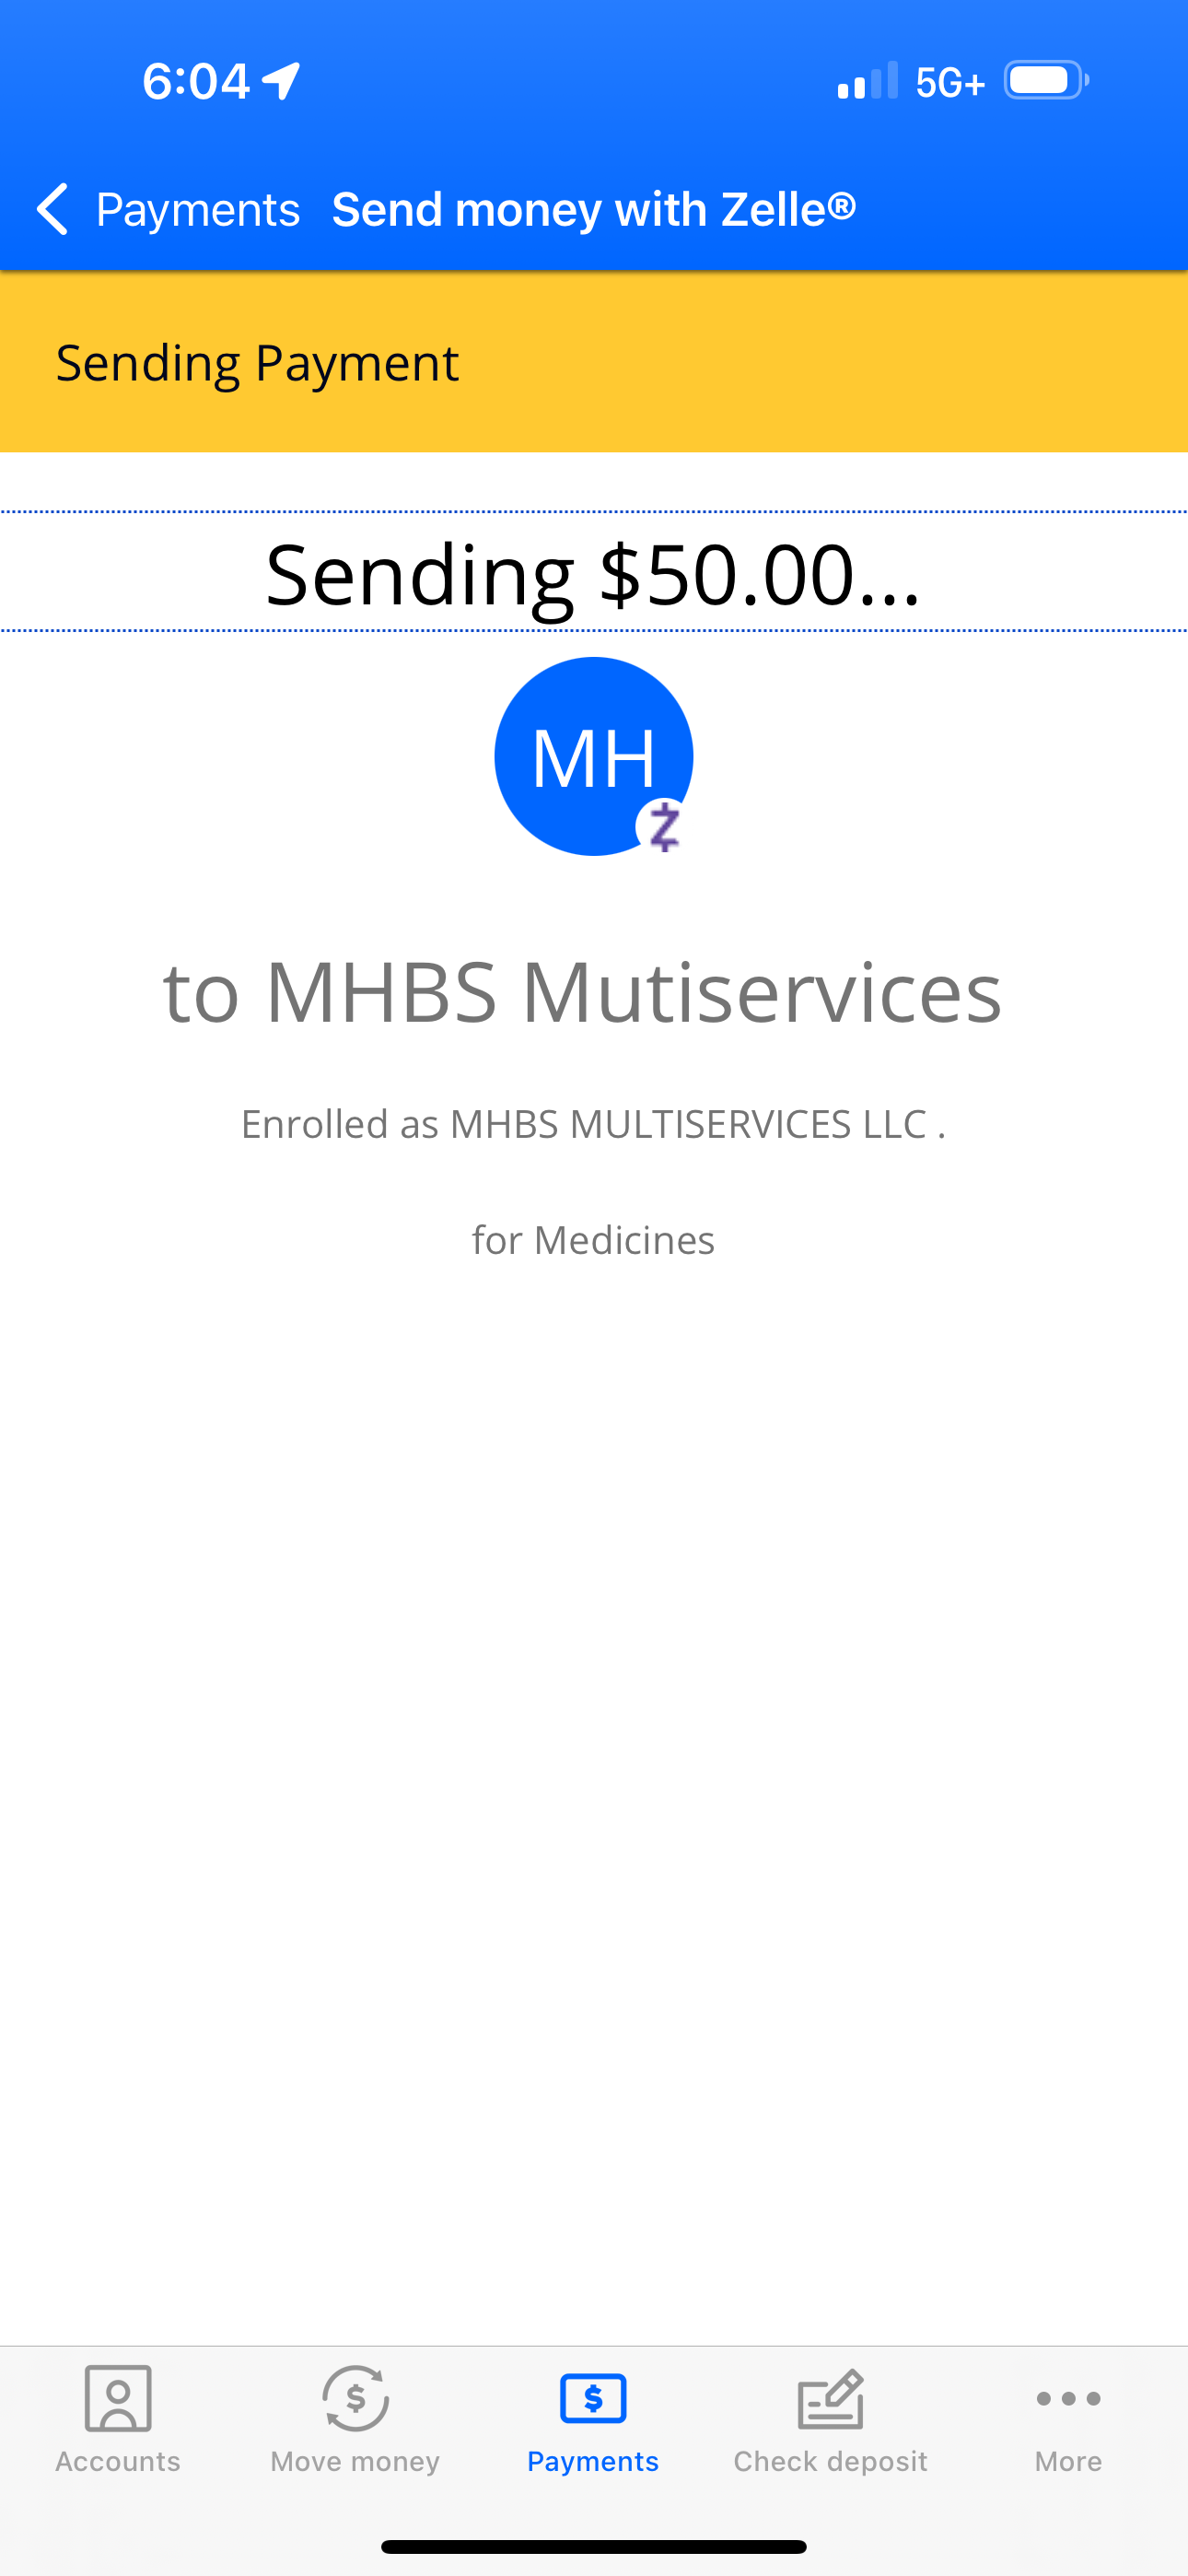 6:04
5G+
Payments Send money with Zelle®
Sending Payment
Sending $50.00...
MH
to MHBS Mutiservices
Enrolled as MHBS MULTISERVICES LLC .
for Medicines
Accounts Move money Payments Check deposit More